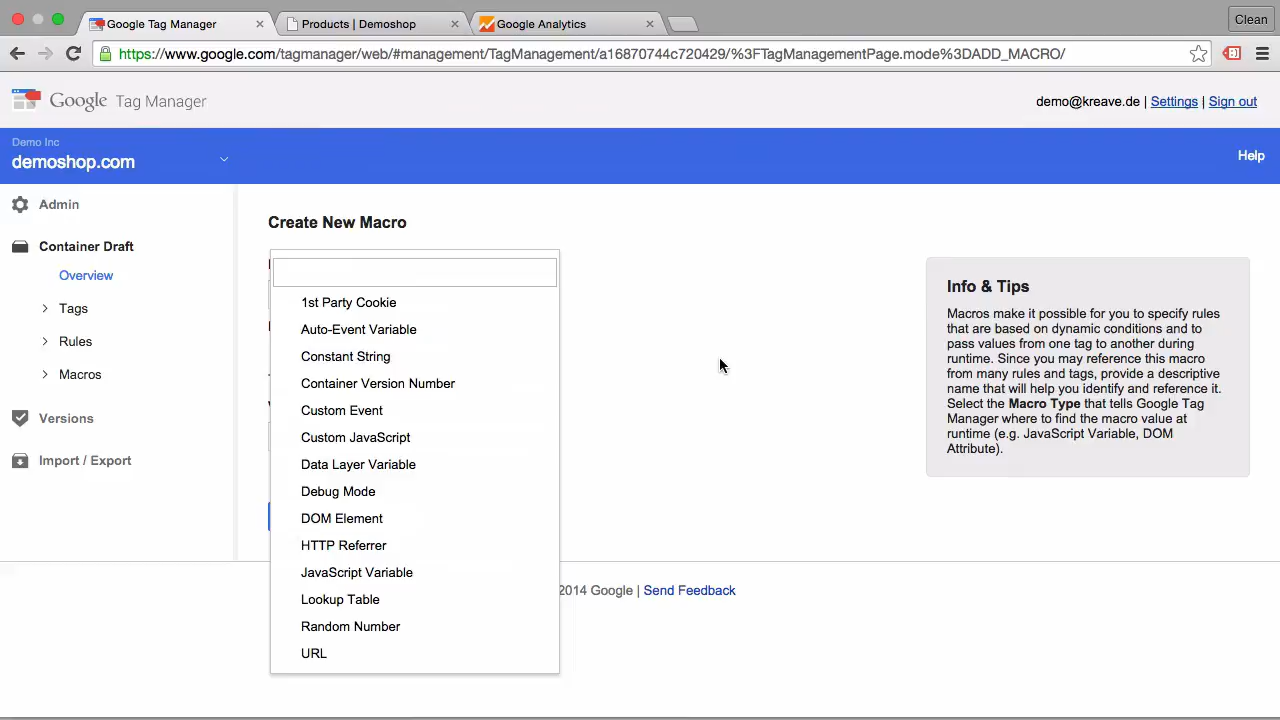 Google Tag Manager
Products | Demoshop
Google Analytics
Clean
https://www.google.com/tagmanager/web/#management/TagManagement/a16870744c720429/%3FTagManagementPage.mode%3DADD_MACRO/
Google Tag Manager
demo@kreave.de | Settings | Sign out
Demo Inc
demoshop.com
Help
Admin
Container Draft
Overview
Tags
Rules
Macros
Versions
Import / Export
Create New Macro
1st Party Cookie
Auto-Event Variable
Constant String
Container Version Number
Custom Event
Custom JavaScript
Data Layer Variable
Debug Mode
DOM Element
HTTP Referrer
JavaScript Variable
Lookup Table
Random Number
URL
Info & Tips
Macros make it possible for you to specify rules
that are based on dynamic conditions and to
pass values from one tag to another during
runtime. Since you may reference this macro
from many rules and tags, provide a descriptive
name that will help you identify and reference it.
Select the Macro Type that tells Google Tag
Manager where to find the macro value at
runtime (e.g. JavaScript Variable, DOM
Attribute).
2014 Google | Send Feedback